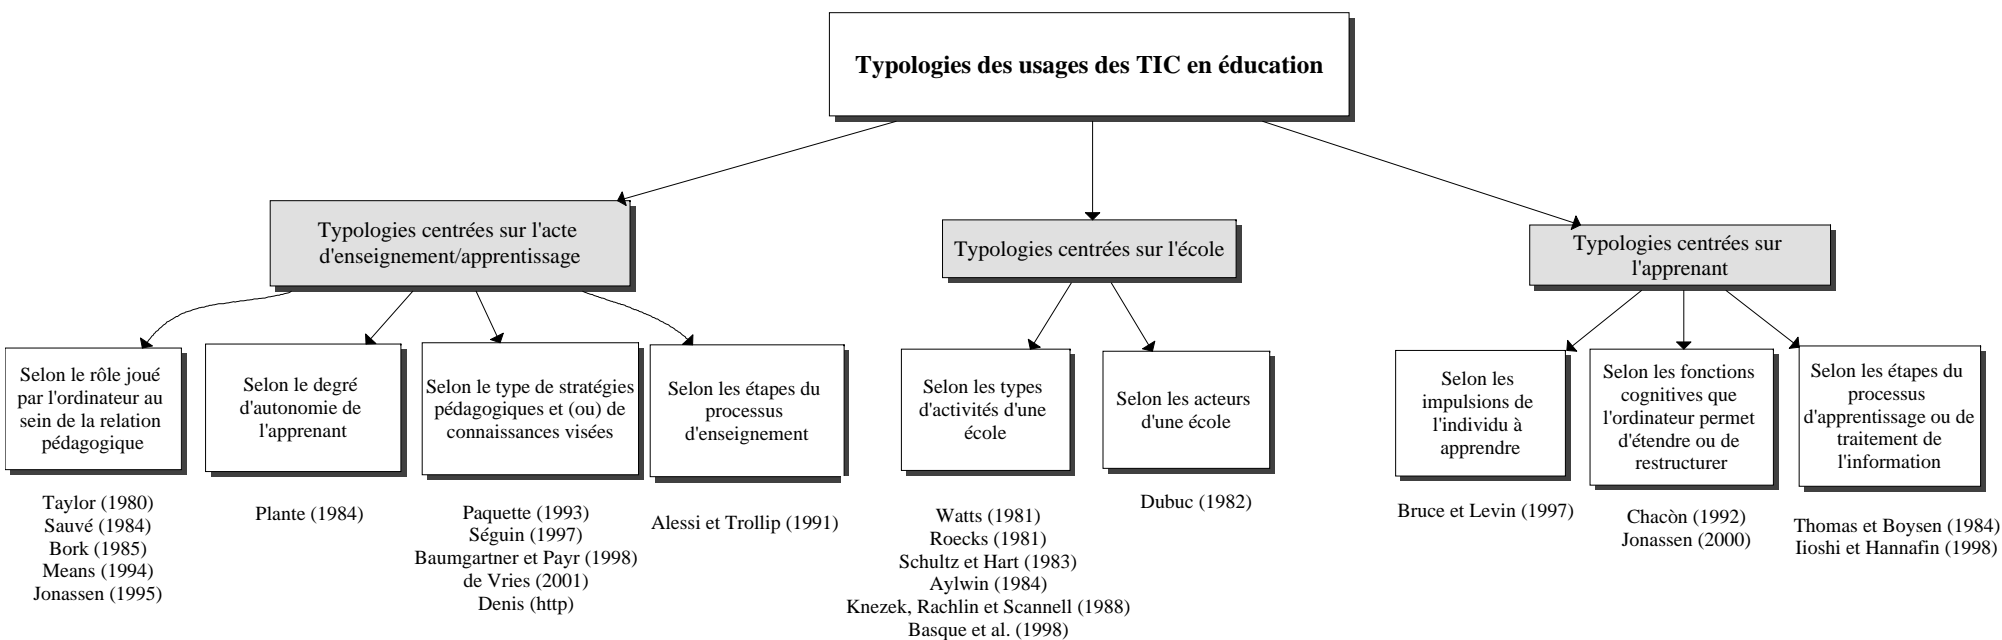 Typologies des usages des TIC en éducation
Typologies centrées sur l'acte
d'enseignement/apprentissage
Typologies centrées sur l'école
Typologies centrées sur
l'apprenant
Selon le rôle joué
par l'ordinateur au
sein de la relation
pédagogique
Selon le degré
d'autonomie de
l'apprenant
Selon le type de stratégies
pédagogiques et (ou) de
connaissances visées
Selon les étapes du
processus
d'enseignement
Selon les types
d'activités d'une
école
Selon les acteurs
d'une école
Selon les
impulsions de
l'individu à
apprendre
Selon les fonctions
cognitives que
l'ordinateur permet
d'étendre ou de
restructurer
Selon les étapes du
processus
d'apprentissage ou de
traitement de
l'information
Taylor (1980)
Sauvé (1984)
Bork (1985)
Means (1994)
Jonassen (1995)
Plante (1984)
Paquette (1993)
Séguin (1997)
Baumgartner et Payr (1998)
de Vries (2001)
Denis (http)
Alessi et Trollip (1991)
Watts (1981)
Roecks (1981)
Schultz et Hart (1983)
Aylwin (1984)
Knezek, Rachlin et Scannell (1988)
Basque et al. (1998)
Dubuc (1982)
Bruce et Levin (1997)
Chacòn (1992)
Jonassen (2000)
Thomas et Boysen (1984)
Iioshi et Hannafin (1998)